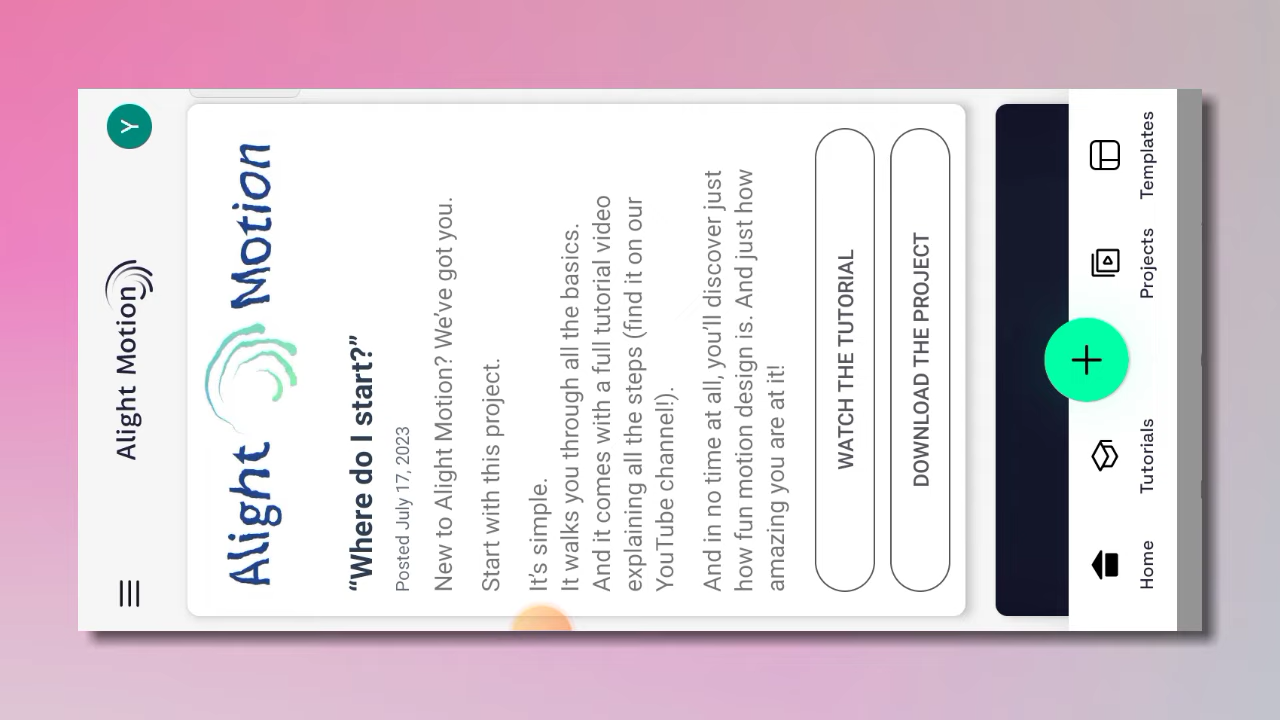 Alight Motion
Y
Alight Motion
“Where do I start?”
Posted July 17, 2023
New to Alight Motion? We’ve got you.
Start with this project.
It’s simple.
It walks you through all the basics.
And it comes with a full tutorial video
explaining all the steps (find it on our
YouTube channel!).
And in no time at all, you’ll discover just
how fun motion design is. And just how
amazing you are at it!
WATCH THE TUTORIAL
DOWNLOAD THE PROJECT
Home
Tutorials
Projects
Templates